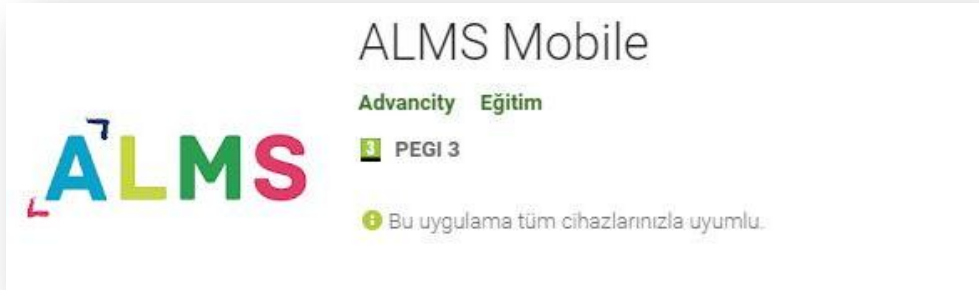 ALMS Mobile
Advancity Eğitim
3 PEGI 3
ALMS
Bu uygulama tüm cihazlarınızla uyumlu.